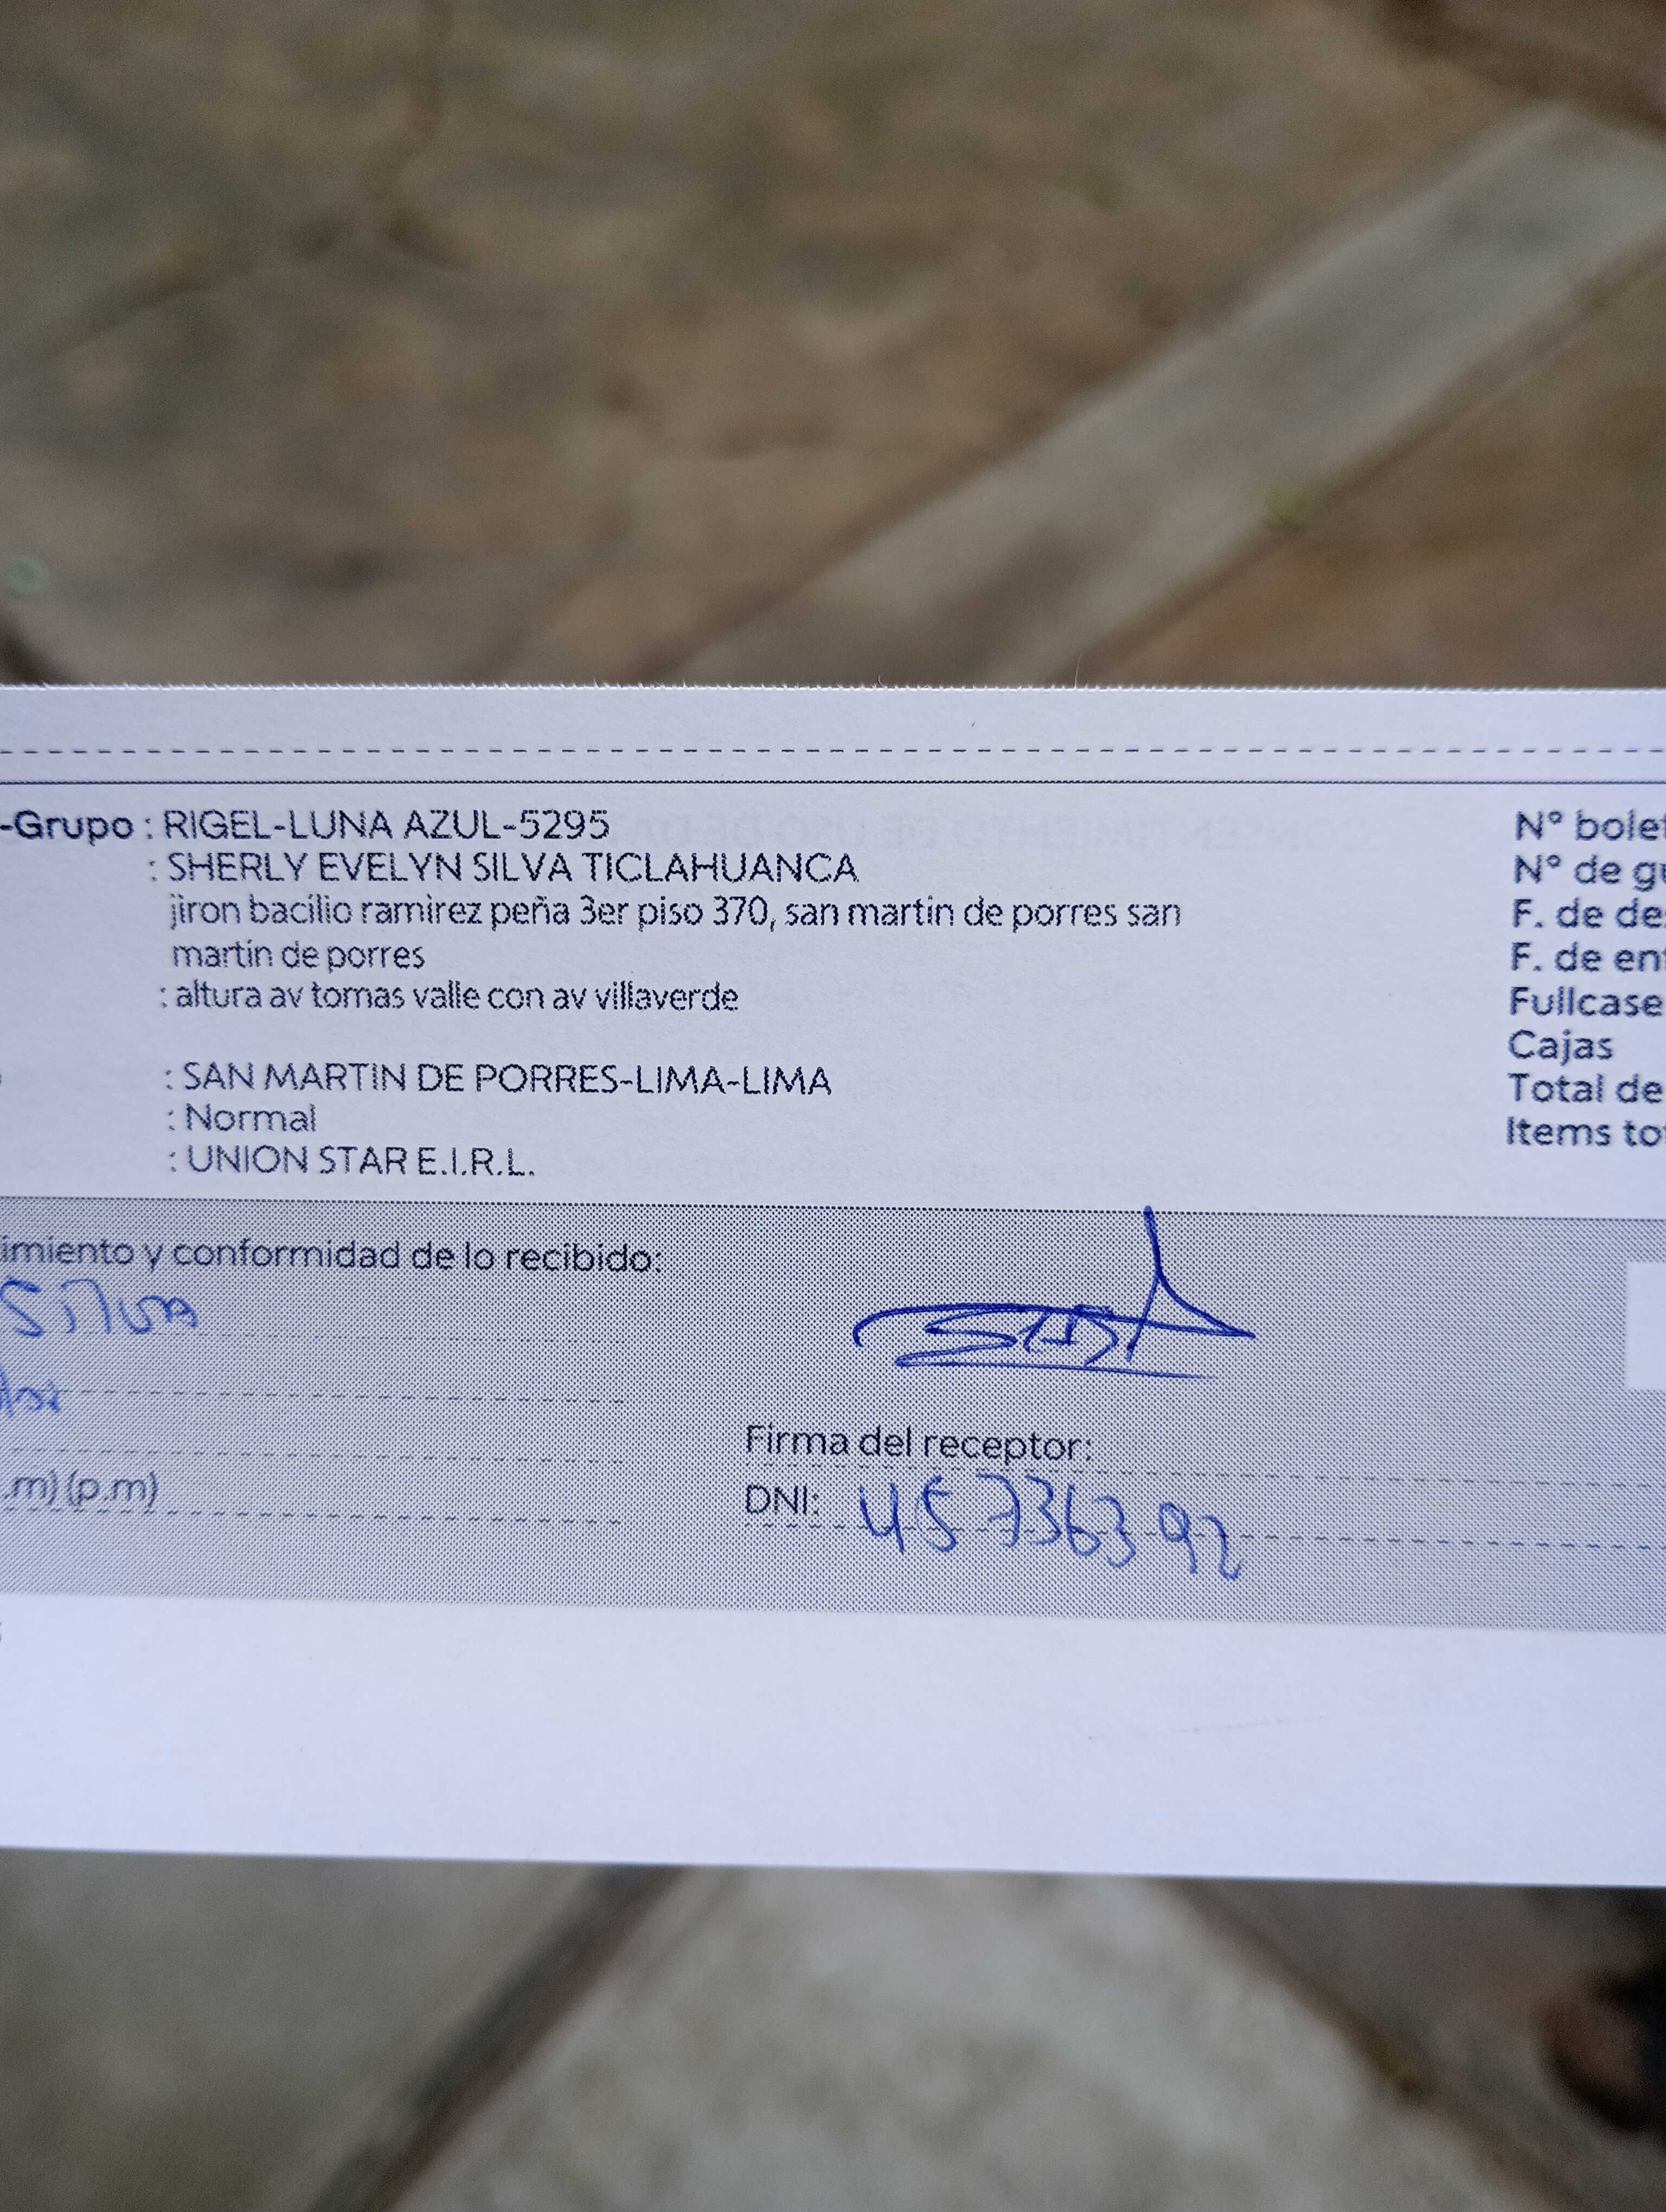 -Grupo : RIGEL-LUNA AZUL-5295
: SHERLY EVELYN SILVA TICLAHUANCA
jiron bacilio ramirez peña 3er piso 370, san martin de porres san
martin de porres
: altura av tomas valle con av villaverde
: SAN MARTIN DE PORRES-LIMA-LIMA
: Normal
: UNION STAR E.I.R.L.
N° bolet
N° de gu
F. de de
F. de en
Fullcase
Cajas
Total de
Items to
imiento y conformidad de lo recibido:
Silva
Firma del receptor:
.m) (p.m)
DNI: 45736392